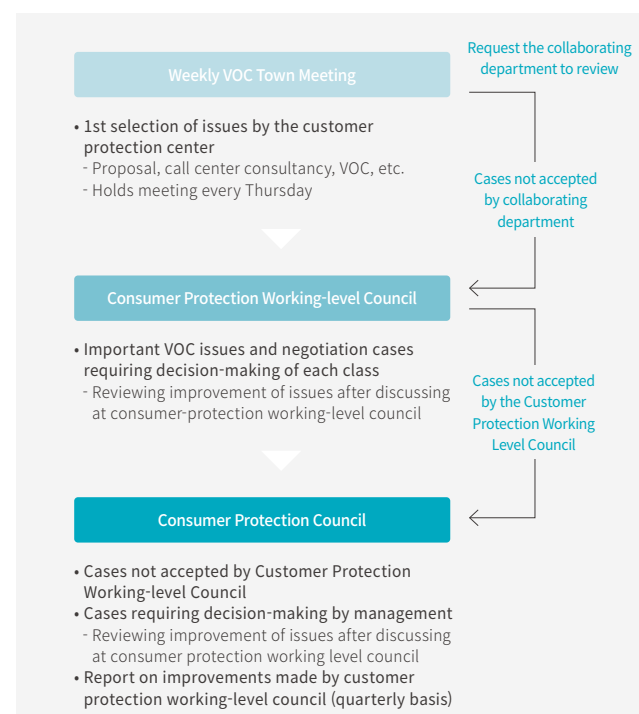 Request the collaborating
department to review
Weekly VOC Town Meeting
• 1st selection of issues by the customer
protection center
- Proposal, call center consultancy, VOC, etc.
- Holds meeting every Thursday
Cases not accepted
by collaborating
department
Consumer Protection Working-level Council
• Important VOC issues and negotiation cases
requiring decision-making of each class
- Reviewing improvement of issues after discussing
at consumer-protection working-level council
Cases not accepted
by the Customer
Protection Working
Level Council
Consumer Protection Council
• Cases not accepted by Customer Protection
Working-level Council
• Cases requiring decision-making by management
- Reviewing improvement of issues after discussing
at consumer protection working level council
• Report on improvements made by customer
protection working-level council (quarterly basis)